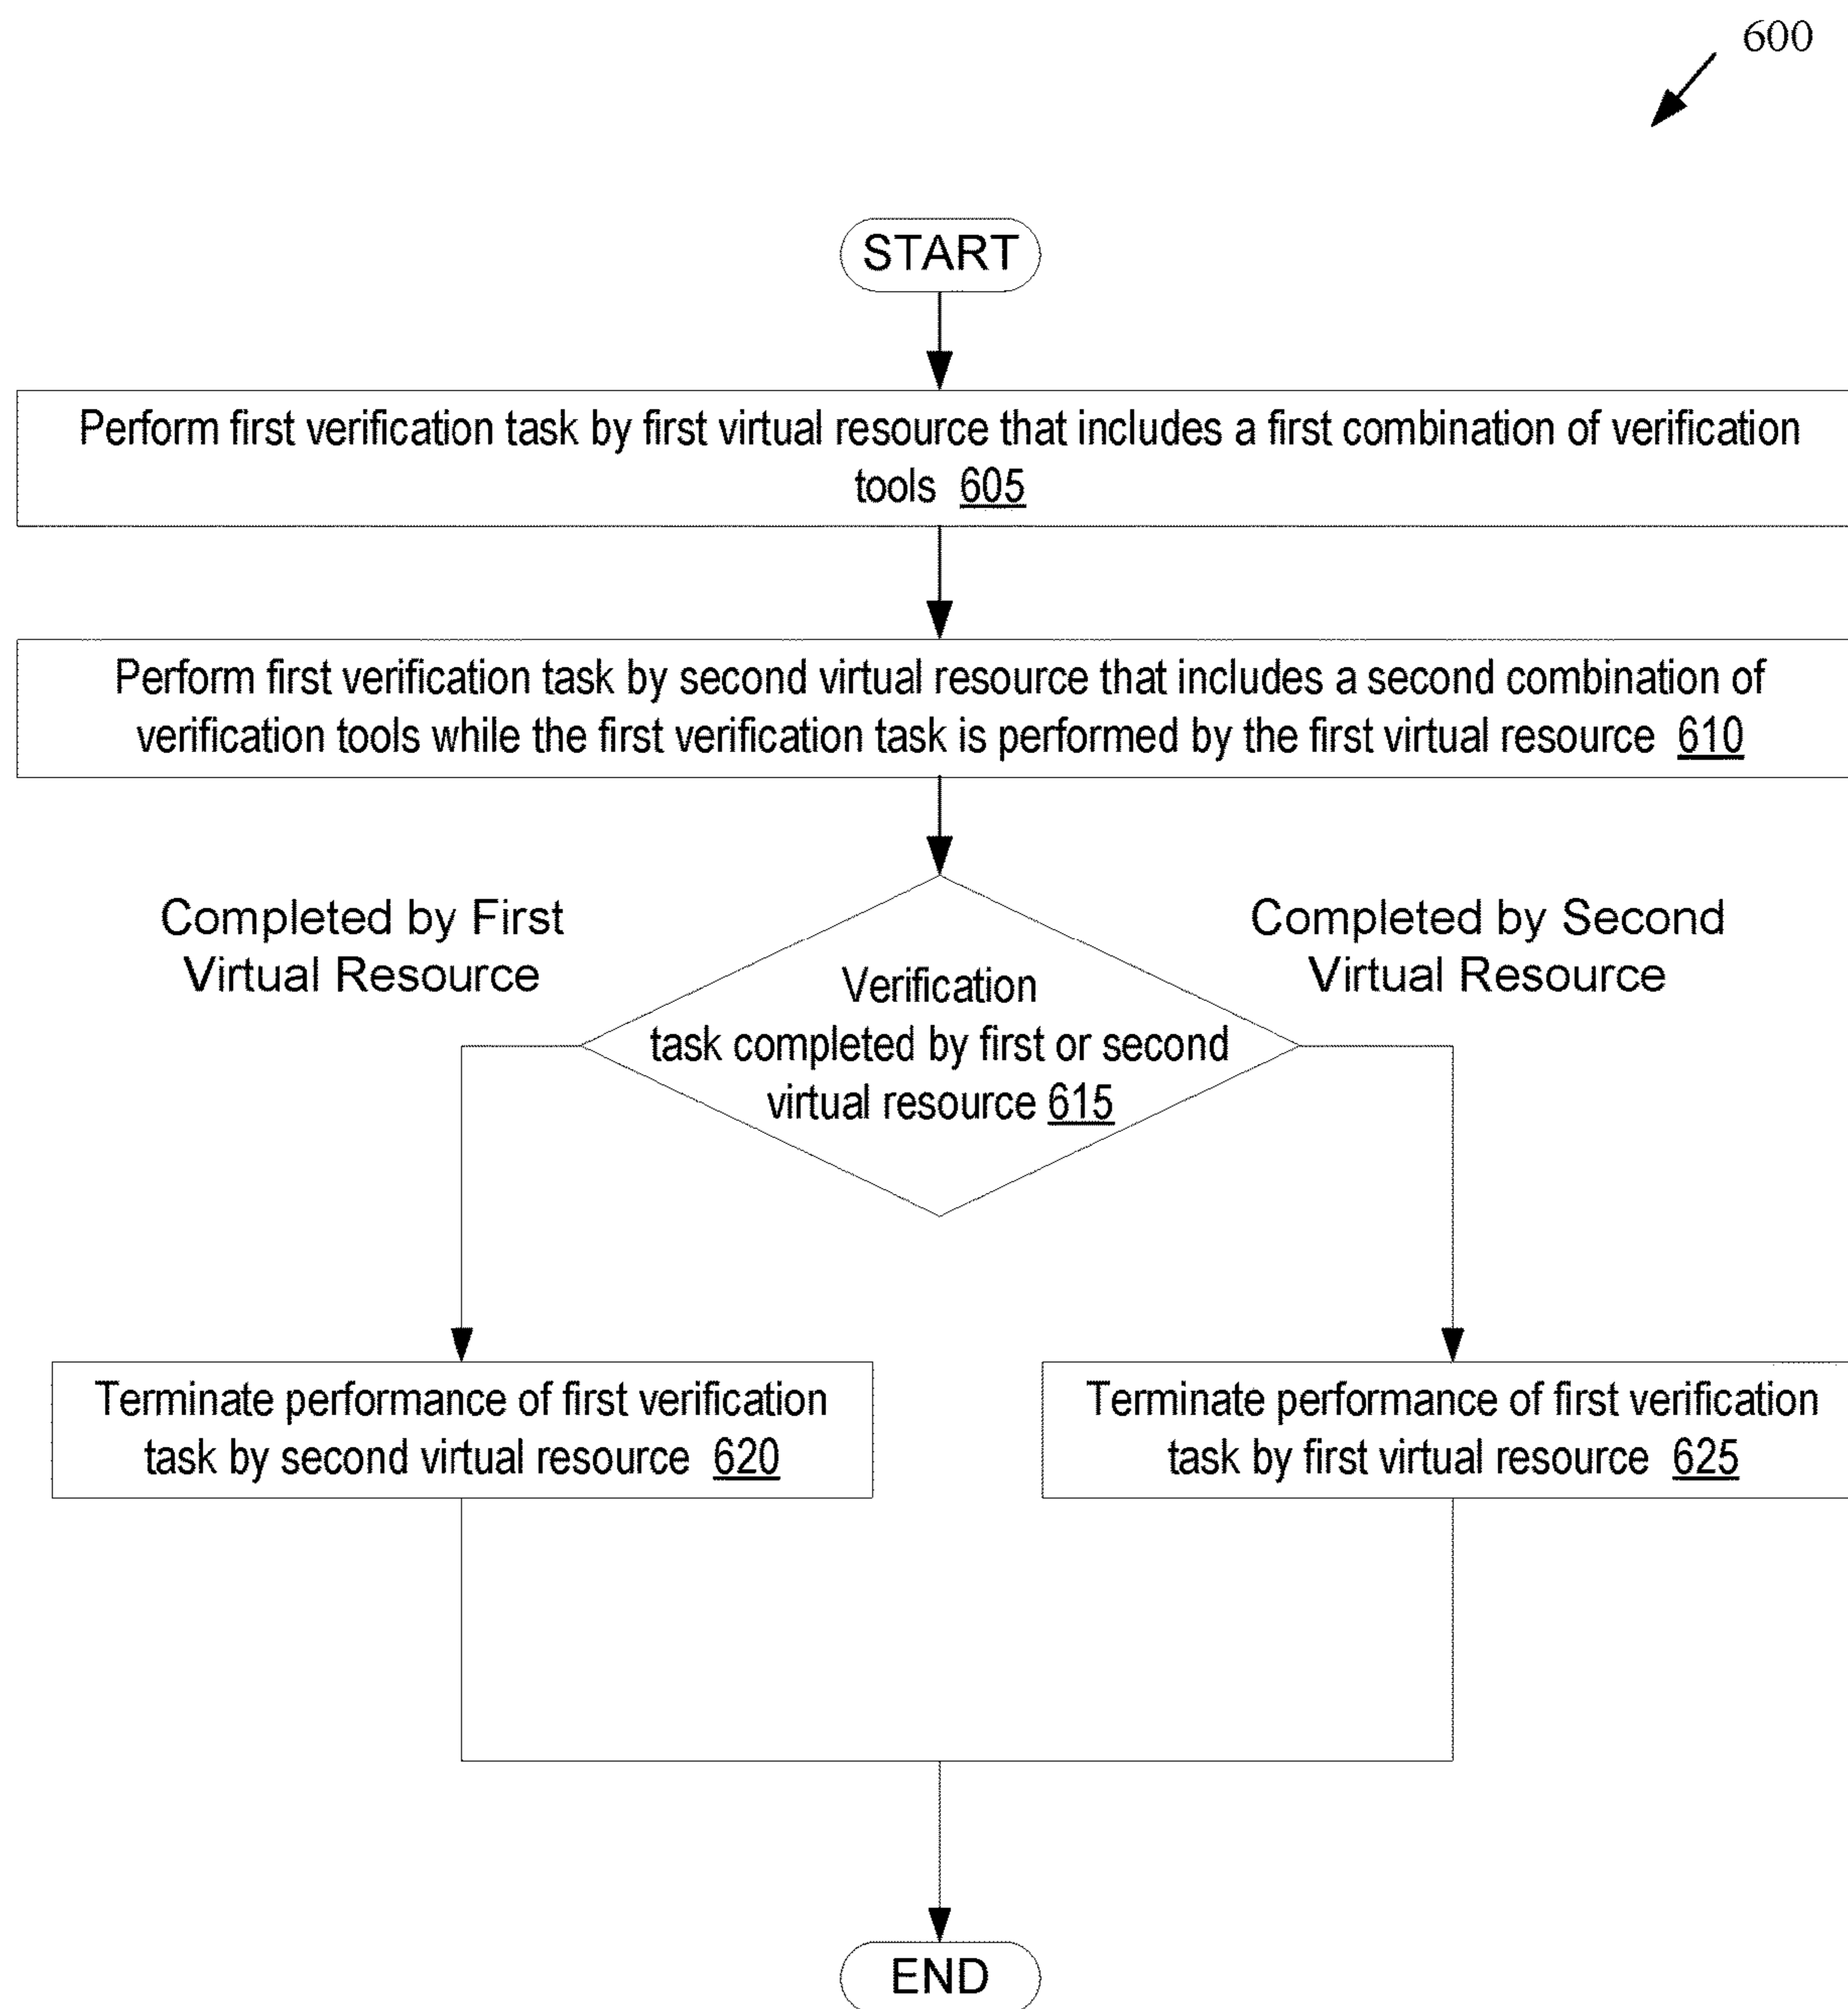 600
START
Perform first verification task by first virtual resource that includes a first combination of verification
tools 605
Perform first verification task by second virtual resource that includes a second combination of
verification tools while the first verification task is performed by the first virtual resource 610
Completed by First
Virtual Resource
Completed by Second
Virtual Resource
Verification
task completed by first or second
virtual resource 615
Terminate performance of first verification
task by second virtual resource 620
Terminate performance of first verification
task by first virtual resource 625
END